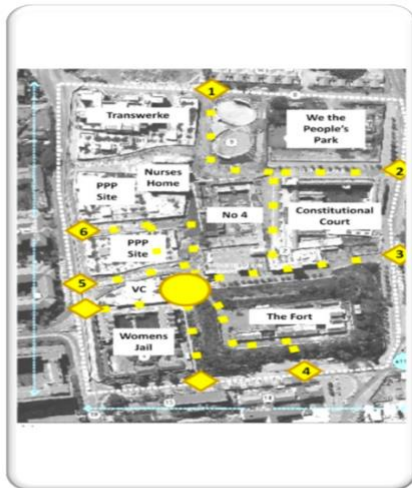 1
Transwerke
We the
People's
Park
2
Nurses
Home
PPP
Site
No 4
Constitutional
Court
6
PPP
Site
3
5
VC
The Fort
Womens
Jail
4